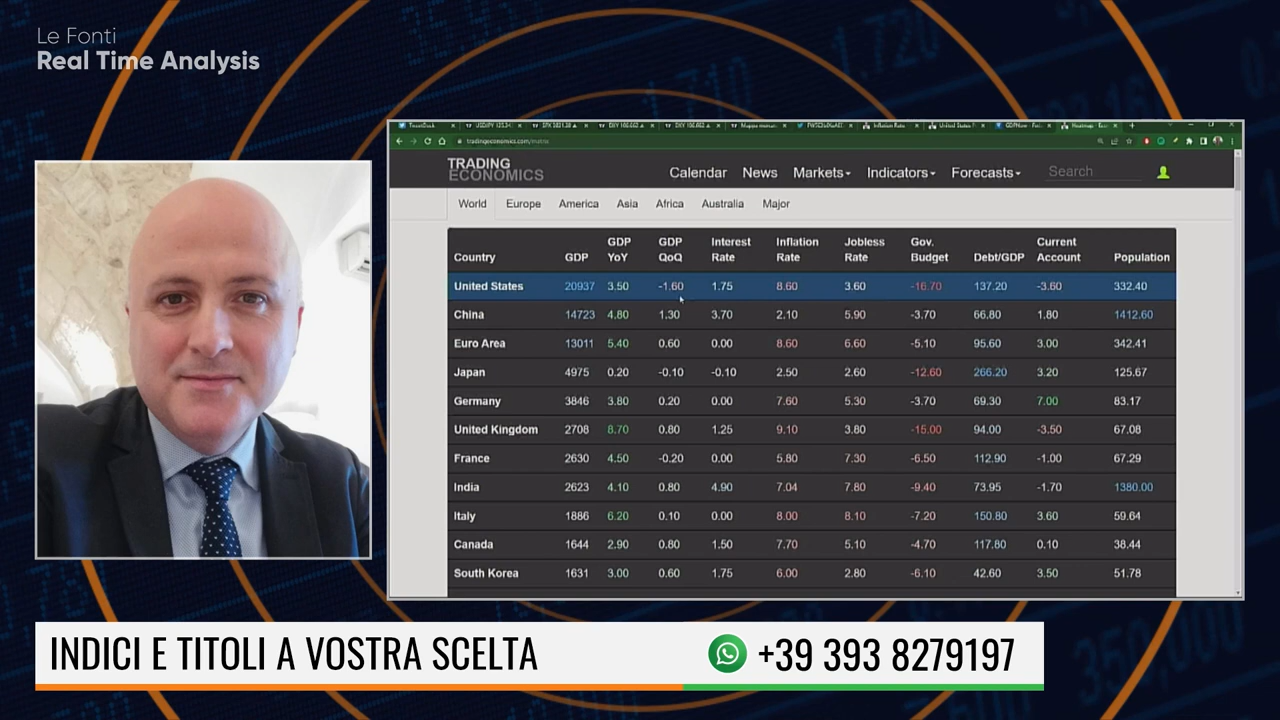 Le Fonti
Real Time Analysis
tradingeconomics.com/matrix
TRADING
ECONOMICS
Calendar News Markets Indicators Forecasts Search
World Europe America Asia Africa Australia Major
Country GDP GDP YoY GDP QoQ Interest Rate Inflation Rate Jobless Rate Gov. Budget Debt/GDP Current Account Population
United States 20937 3.50 -1.60 1.75 8.60 3.60 -16.70 137.20 -3.60 332.40
China 14723 4.80 1.30 3.70 2.10 5.90 -3.70 66.80 1.80 1412.60
Euro Area 13011 5.40 0.60 0.00 8.60 6.60 -5.10 95.60 3.00 342.41
Japan 4975 0.20 -0.10 -0.10 2.50 2.60 -12.60 266.20 3.20 125.67
Germany 3846 3.80 0.20 0.00 7.60 5.30 -3.70 69.30 7.00 83.17
United Kingdom 2708 8.70 0.80 1.25 9.10 3.80 -15.00 94.00 -3.50 67.08
France 2630 4.50 -0.20 0.00 5.80 7.30 -6.50 112.90 -1.00 67.29
India 2623 4.10 0.80 4.90 7.04 7.80 -9.40 73.95 -1.70 1380.00
Italy 1886 6.20 0.10 0.00 8.00 8.10 -7.20 150.80 3.60 59.64
Canada 1644 2.90 0.80 1.50 7.70 5.10 -4.70 117.80 0.10 38.44
South Korea 1631 3.00 0.60 1.75 6.00 2.80 -6.10 42.60 3.50 51.78
INDICI E TITOLI A VOSTRA SCELTA
+39 393 8279197